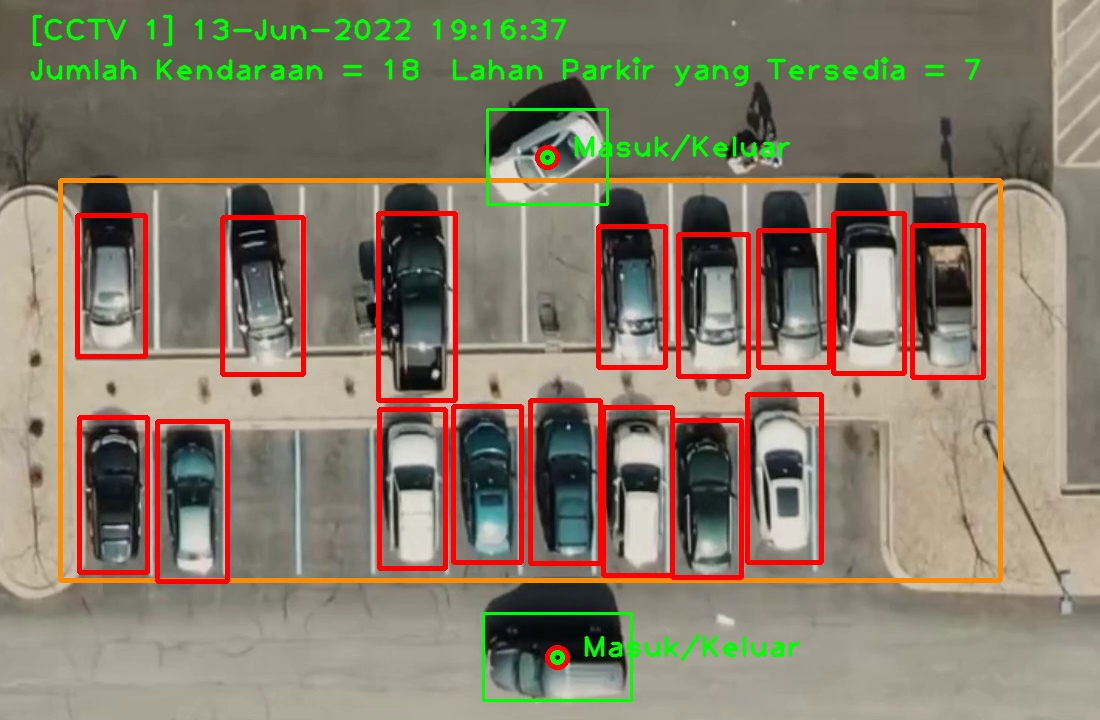 [CCTV 1] 13-Jun-2022 19:16:37
Jumlah Kendaraan = 18 Lahan Parkir yang Tersedia = 7
Masuk/Keluar
Masuk/Keluar